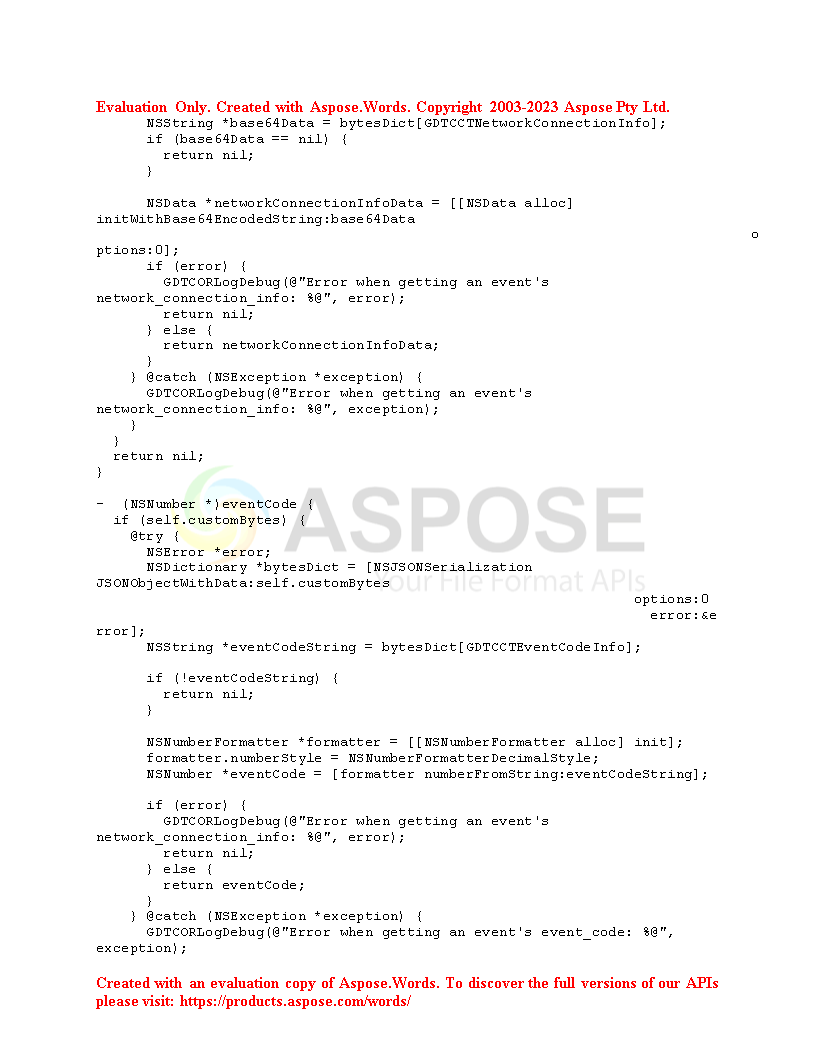 Evaluation Only. Created with Aspose.Words. Copyright 2003-2023 Aspose Pty Ltd.
      NSString *base64Data = bytesDict[GDTCCTNetworkConnectionInfo];
      if (base64Data == nil) {
        return nil;
      }

      NSData *networkConnectionInfoData = [[NSData alloc]
initWithBase64EncodedString:base64Data
                                                                              o
ptions:0];
      if (error) {
        GDTCORLogDebug(@"Error when getting an event's
network_connection_info: %@", error);
        return nil;
      } else {
        return networkConnectionInfoData;
      }
    } @catch (NSException *exception) {
      GDTCORLogDebug(@"Error when getting an event's
network_connection_info: %@", exception);
    }
  }
  return nil;
}

- (NSNumber *)eventCode {
  if (self.customBytes) {
    @try {
      NSError *error;
      NSDictionary *bytesDict = [NSJSONSerialization
JSONObjectWithData:self.customBytes
                                                                options:0
                                                                  error:&e
rror];
      NSString *eventCodeString = bytesDict[GDTCCTEventCodeInfo];

      if (!eventCodeString) {
        return nil;
      }

      NSNumberFormatter *formatter = [[NSNumberFormatter alloc] init];
      formatter.numberStyle = NSNumberFormatterDecimalStyle;
      NSNumber *eventCode = [formatter numberFromString:eventCodeString];

      if (error) {
        GDTCORLogDebug(@"Error when getting an event's
network_connection_info: %@", error);
        return nil;
      } else {
        return eventCode;
      }
    } @catch (NSException *exception) {
      GDTCORLogDebug(@"Error when getting an event's event_code: %@",
exception);
ASPOSE
Your File Format APIs
Created with an evaluation copy of Aspose.Words. To discover the full versions of our APIs
please visit: https://products.aspose.com/words/